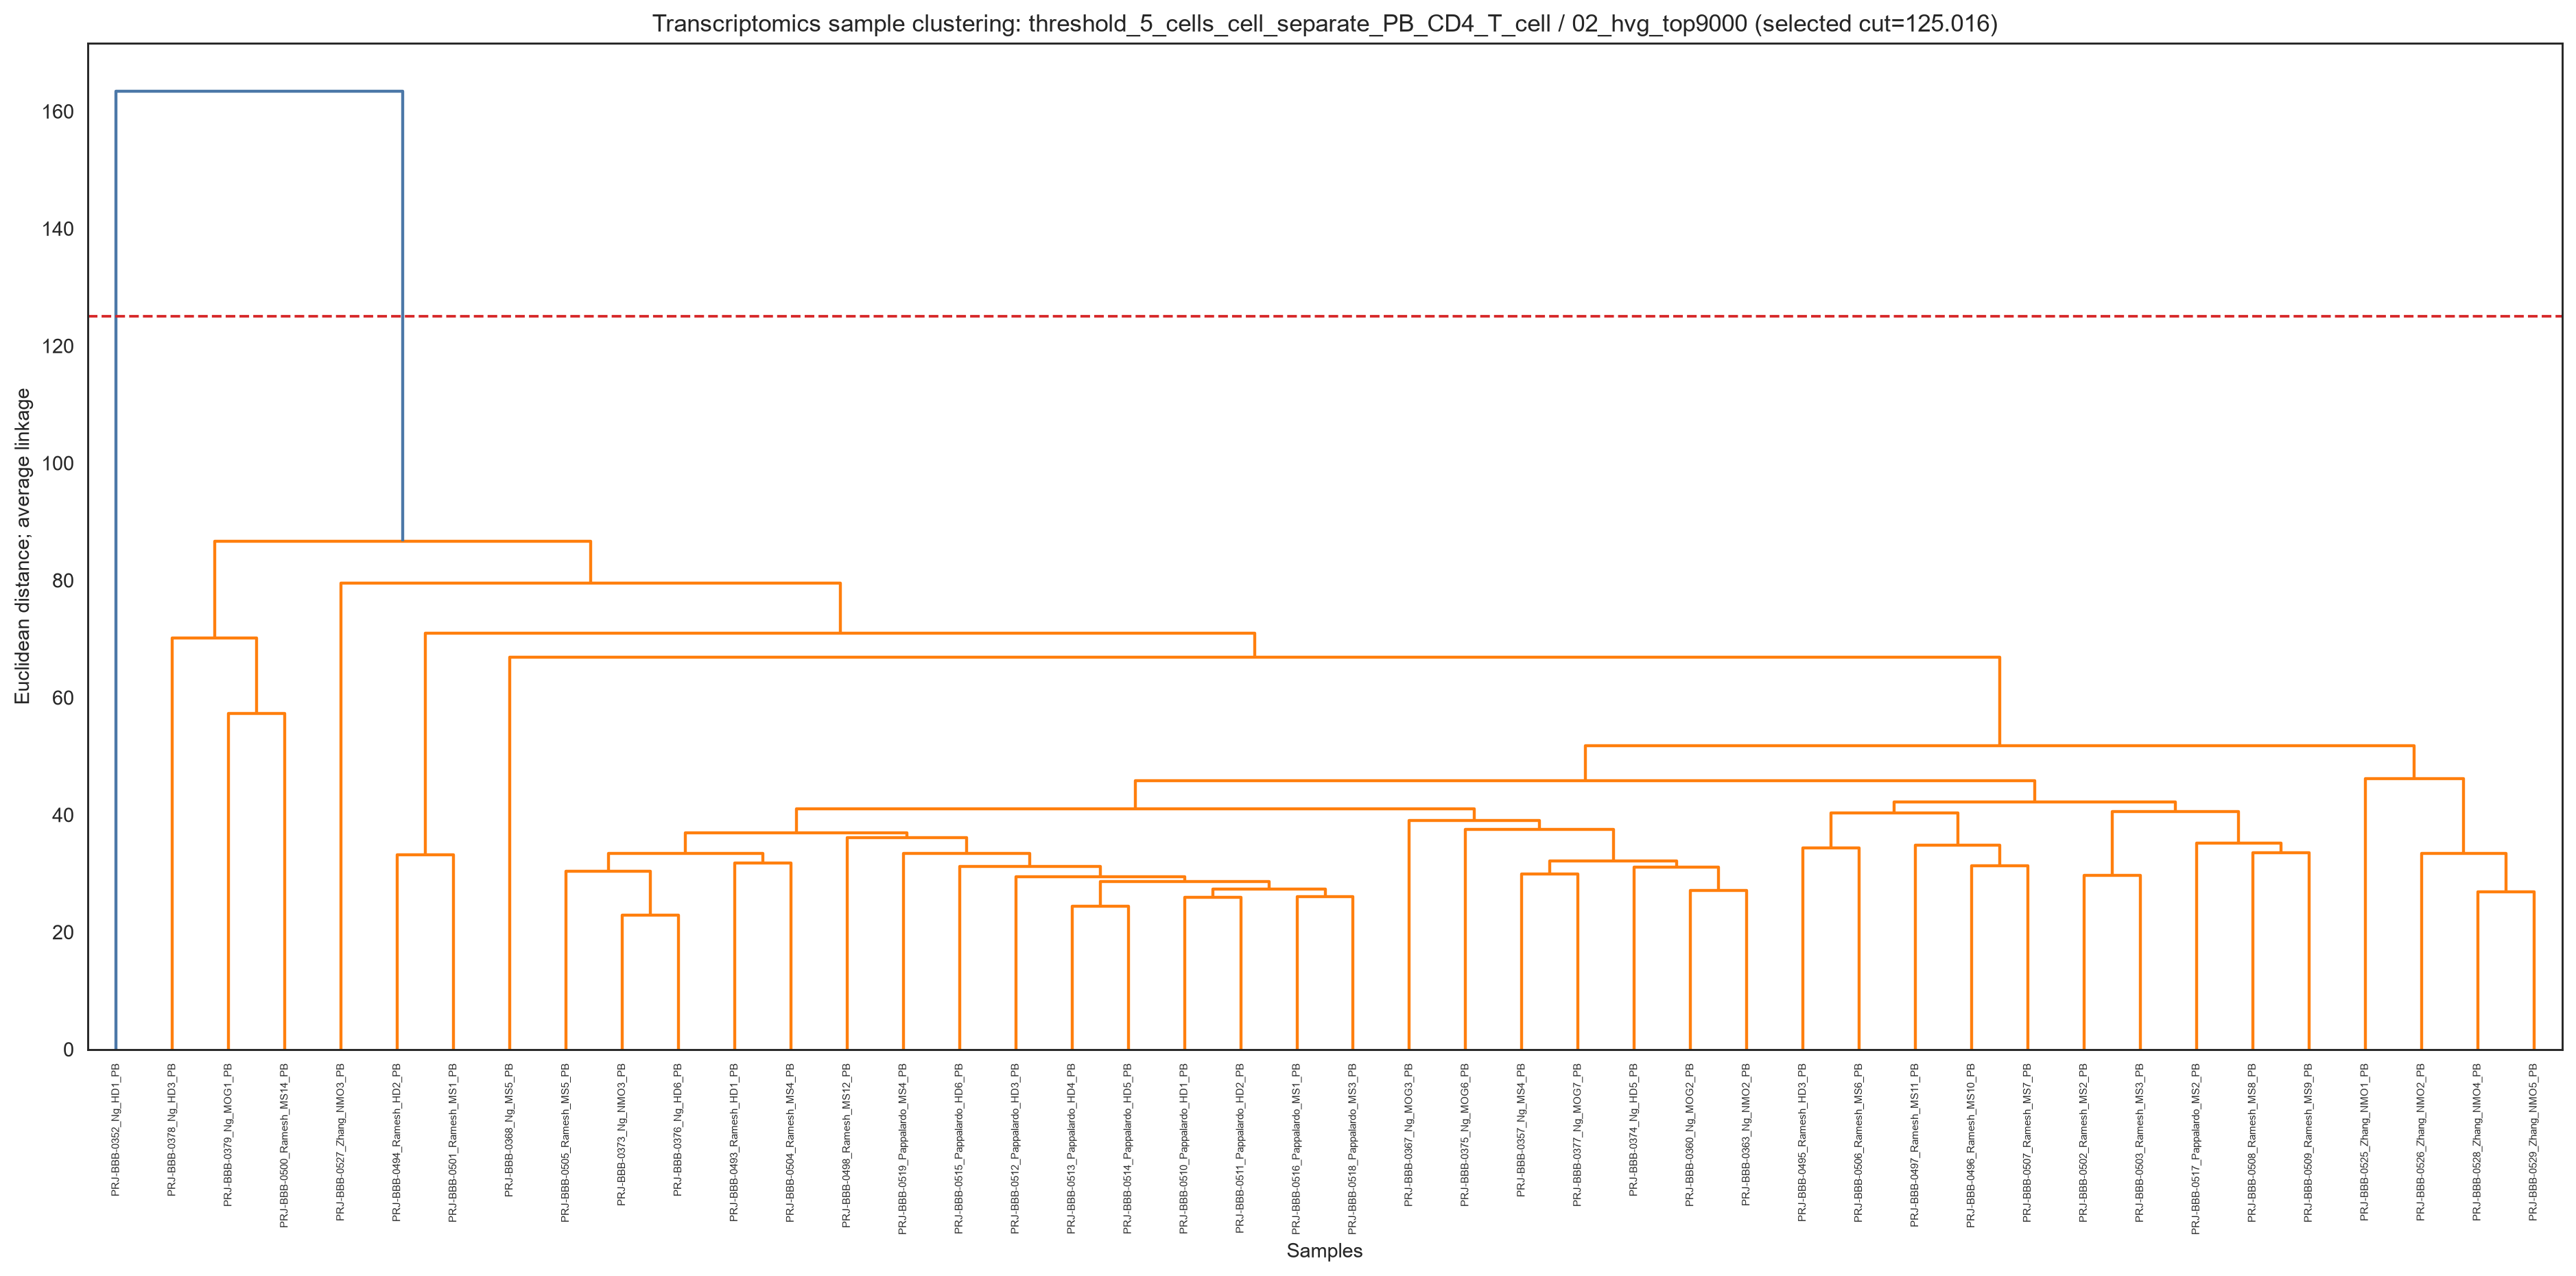 Transcriptomics sample clustering: threshold_5_cells_cell_separate_PB_CD4_T_cell / 02_hvg_top9000 (selected cut=125.016)
Euclidean distance; average linkage
160
140
120
100
80
60
40
20
0
PRJ-BBB-0352_Ng_HD1_PB
PRJ-BBB-0378_Ng_HD3_PB
PRJ-BBB-0379_Ng_MOG1_PB
PRJ-BBB-0500_Ramesh_MS14_PB
PRJ-BBB-0527_Zhang_NMO3_PB
PRJ-BBB-0494_Ramesh_HD2_PB
PRJ-BBB-0501_Ramesh_MS1_PB
PRJ-BBB-0368_Ng_MS5_PB
PRJ-BBB-0505_Ramesh_MS5_PB
PRJ-BBB-0373_Ng_NMO3_PB
PRJ-BBB-0376_Ng_HD6_PB
PRJ-BBB-0493_Ramesh_HD1_PB
PRJ-BBB-0504_Ramesh_MS4_PB
PRJ-BBB-0498_Ramesh_MS12_PB
PRJ-BBB-0519_Pappalardo_MS4_PB
PRJ-BBB-0515_Pappalardo_HD6_PB
PRJ-BBB-0512_Pappalardo_HD3_PB
PRJ-BBB-0513_Pappalardo_HD4_PB
PRJ-BBB-0514_Pappalardo_HD5_PB
PRJ-BBB-0510_Pappalardo_HD1_PB
PRJ-BBB-0511_Pappalardo_HD2_PB
PRJ-BBB-0516_Pappalardo_MS1_PB
PRJ-BBB-0518_Pappalardo_MS3_PB
PRJ-BBB-0367_Ng_MOG3_PB
PRJ-BBB-0375_Ng_MOG6_PB
PRJ-BBB-0357_Ng_MS4_PB
PRJ-BBB-0377_Ng_MOG7_PB
PRJ-BBB-0374_Ng_HD5_PB
PRJ-BBB-0360_Ng_MOG2_PB
PRJ-BBB-0363_Ng_NMO2_PB
PRJ-BBB-0495_Ramesh_HD3_PB
PRJ-BBB-0506_Ramesh_MS6_PB
PRJ-BBB-0497_Ramesh_MS11_PB
PRJ-BBB-0496_Ramesh_MS10_PB
PRJ-BBB-0507_Ramesh_MS7_PB
PRJ-BBB-0502_Ramesh_MS2_PB
PRJ-BBB-0503_Ramesh_MS3_PB
PRJ-BBB-0517_Pappalardo_MS2_PB
PRJ-BBB-0508_Ramesh_MS8_PB
PRJ-BBB-0509_Ramesh_MS9_PB
PRJ-BBB-0525_Zhang_NMO1_PB
PRJ-BBB-0526_Zhang_NMO2_PB
PRJ-BBB-0528_Zhang_NMO4_PB
PRJ-BBB-0529_Zhang_NMO5_PB
Samples